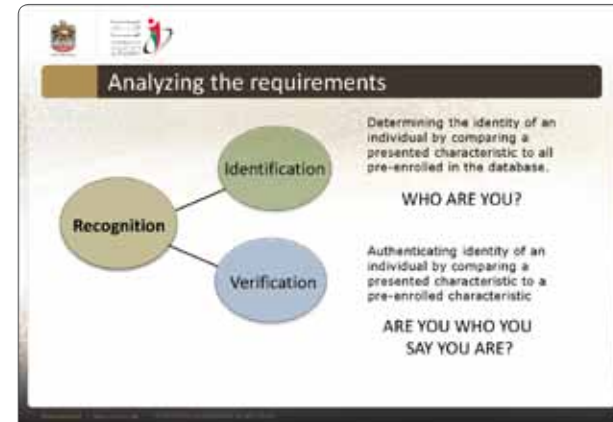 Analyzing the requirements
Determining the identity of an
individual by comparing a
presented characteristic to all
pre-enrolled in the database.
Identification
WHO ARE YOU?
Recognition
Authenticating identity of an
individual by comparing a
presented characteristic to a
pre-enrolled characteristic
Verification
ARE YOU WHO YOU
SAY YOU ARE?